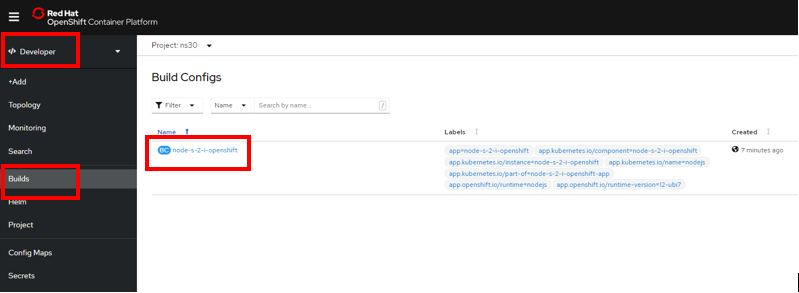 Red Hat
OpenShift Container Platform
</> Developer
Project: ns30
+Add
Topology
Monitoring
Search
Builds
Helm
Project
Config Maps
Secrets
Build Configs
Filter Name Search by name... /
Name Labels Created
BC node-s-2-i-openshift
app=node-s-2-i-openshift app.kubernetes.io/component=node-s-2-i-openshift
app.kubernetes.io/instance=node-s-2-i-openshift app.kubernetes.io/name=nodejs
app.kubernetes.io/part-of=node-s-2-i-openshift-app
app.openshift.io/runtime=nodejs app.openshift.io/runtime-version=12-ubi7
7 minutes ago